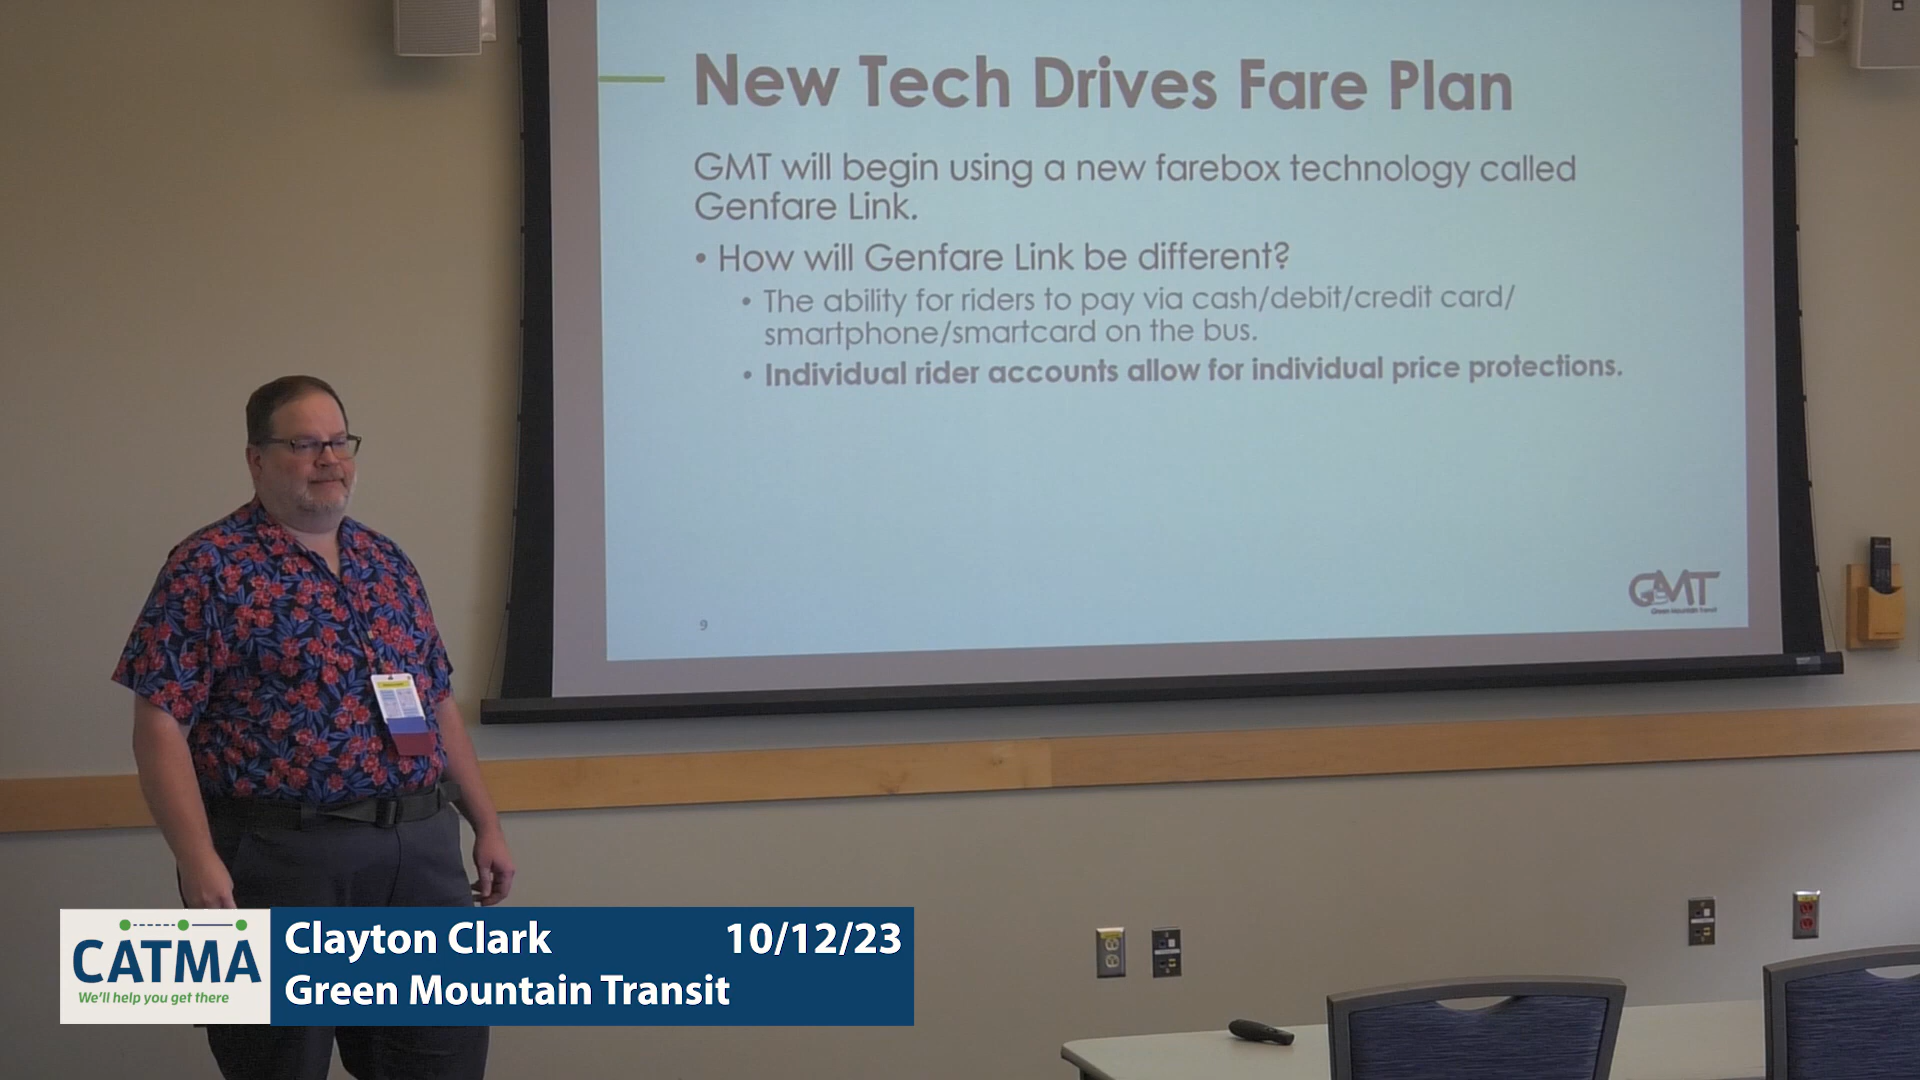 New Tech Drives Fare Plan
GMT will begin using a new farebox technology called
Genfare Link.
• How will Genfare Link be different?
• The ability for riders to pay via cash/debit/credit card/
smartphone/smartcard on the bus.
• Individual rider accounts allow for individual price protections.
9
GMT
Green Mountain Transit
CATMA
We'll help you get there
Clayton Clark 10/12/23
Green Mountain Transit